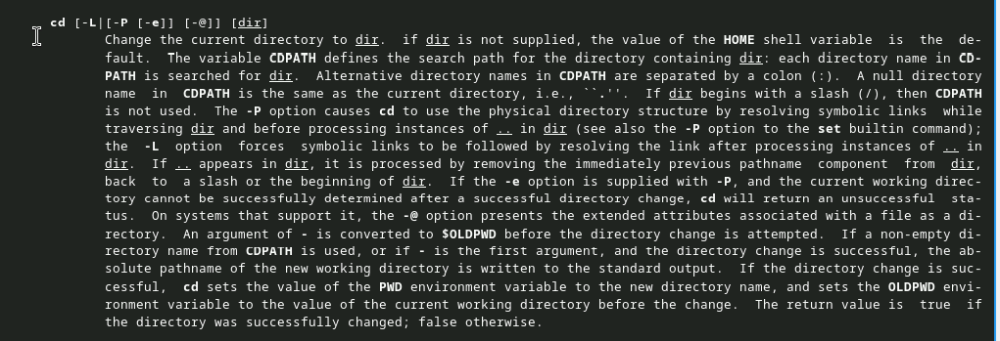 cd [-L|[-P [-e]] [-@]] [dir]
Change the current directory to dir.  if dir is not supplied, the value of the HOME shell variable  is  the  de-
fault.  The variable CDPATH defines the search path for the directory containing dir: each directory name in CD-
PATH is searched for dir.  Alternative directory names in CDPATH are separated by a colon (:).  A null directory
name  in  CDPATH is the same as the current directory, i.e., ``.''.  If dir begins with a slash (/), then CDPATH
is not used.  The -P option causes cd to use the physical directory structure by resolving symbolic links  while
traversing dir and before processing instances of .. in dir (see also the -P option to the set builtin command);
the  -L  option  forces  symbolic links to be followed by resolving the link after processing instances of .. in
dir.  If .. appears in dir, it is processed by removing the immediately previous pathname  component  from  dir,
back  to  a slash or the beginning of dir.  If the -e option is supplied with -P, and the current working direc-
tory cannot be successfully determined after a successful directory change, cd will return an unsuccessful  sta-
tus.  On systems that support it, the -@ option presents the extended attributes associated with a file as a di-
rectory.  An argument of - is converted to $OLDPWD before the directory change is attempted.  If a non-empty di-
rectory name from CDPATH is used, or if - is the first argument, and the directory change is successful, the ab-
solute pathname of the new working directory is written to the standard output.  If the directory change is suc-
cessful,  cd sets the value of the PWD environment variable to the new directory name, and sets the OLDPWD envi-
ronment variable to the value of the current working directory before the change.  The return value is  true  if
the directory was successfully changed; false otherwise.